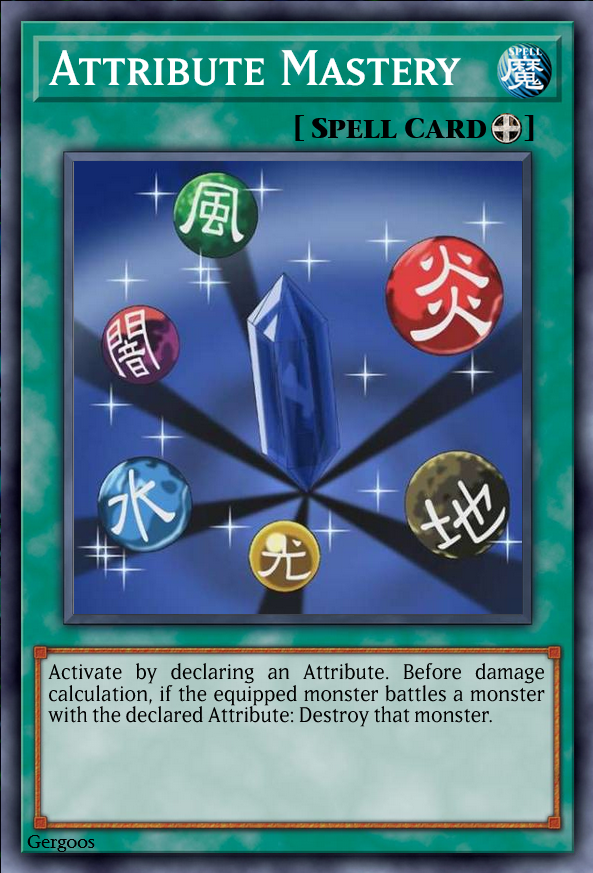 Attribute Mastery
SPELL
魔
[ Spell Card ]
風
炎
闇
水
地
光
Activate by declaring an Attribute. Before damage
calculation, if the equipped monster battles a monster
with the declared Attribute: Destroy that monster.
Gergoos